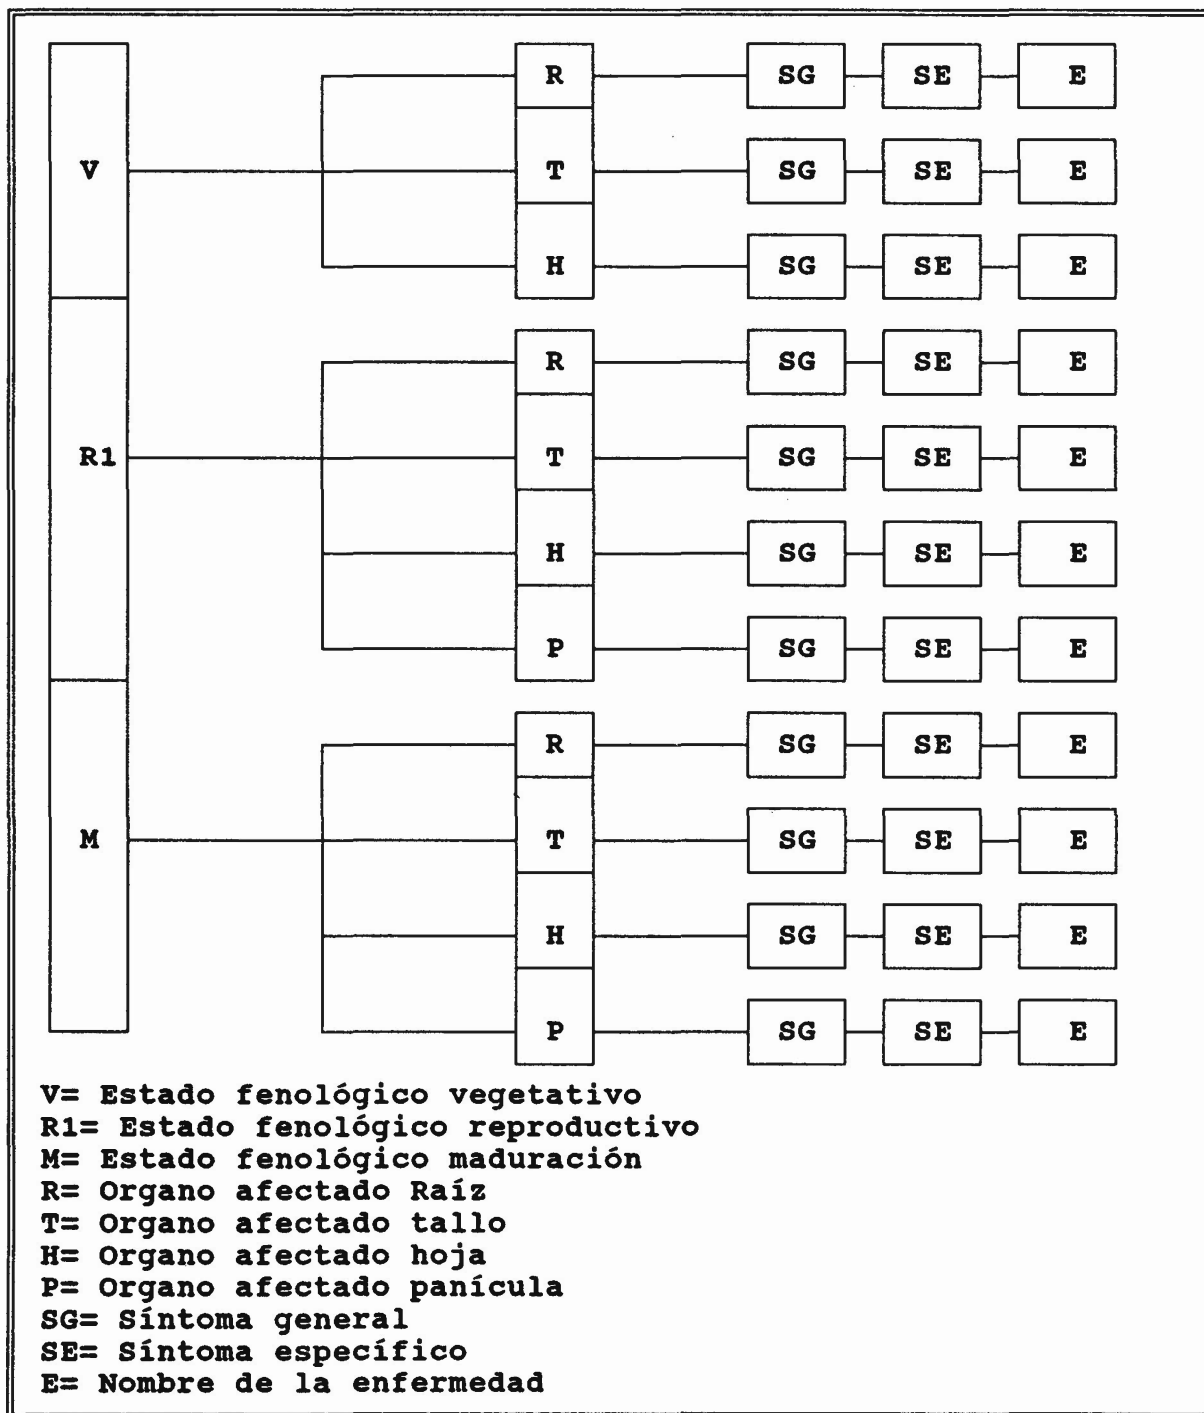 R SG SE E
V T SG SE E
H SG SE E
R SG SE E
R1 T SG SE E
H SG SE E
P SG SE E
R SG SE E
M T SG SE E
H SG SE E
P SG SE E
V= Estado fenológico vegetativo
R1= Estado fenológico reproductivo
M= Estado fenológico maduración
R= Organo afectado Raíz
T= Organo afectado tallo
H= Organo afectado hoja
P= Organo afectado panícula
SG= Síntoma general
SE= Síntoma específico
E= Nombre de la enfermedad